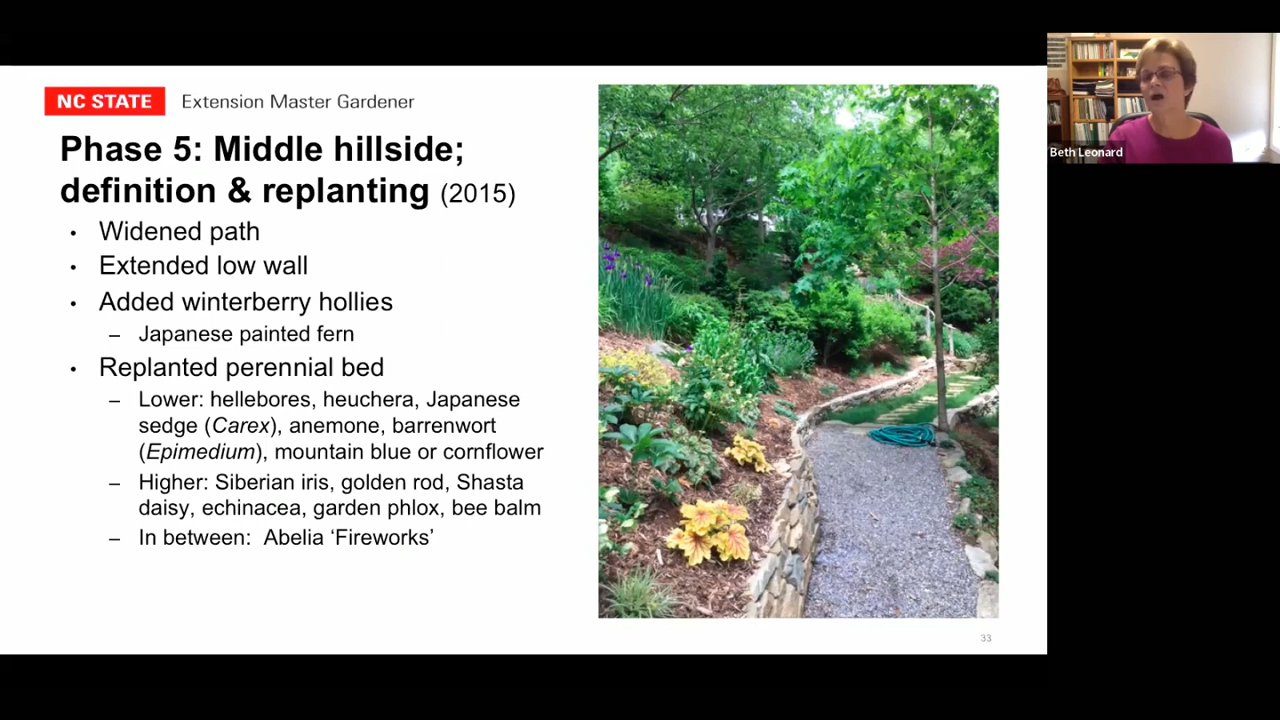 NC STATE Extension Master Gardener
Phase 5: Middle hillside;
definition & replanting (2015)
• Widened path
• Extended low wall
• Added winterberry hollies
– Japanese painted fern
• Replanted perennial bed
– Lower: hellebores, heuchera, Japanese
sedge (Carex), anemone, barrenwort
(Epimedium), mountain blue or cornflower
– Higher: Siberian iris, golden rod, Shasta
daisy, echinacea, garden phlox, bee balm
– In between: Abelia ‘Fireworks’
33
Beth Leonard